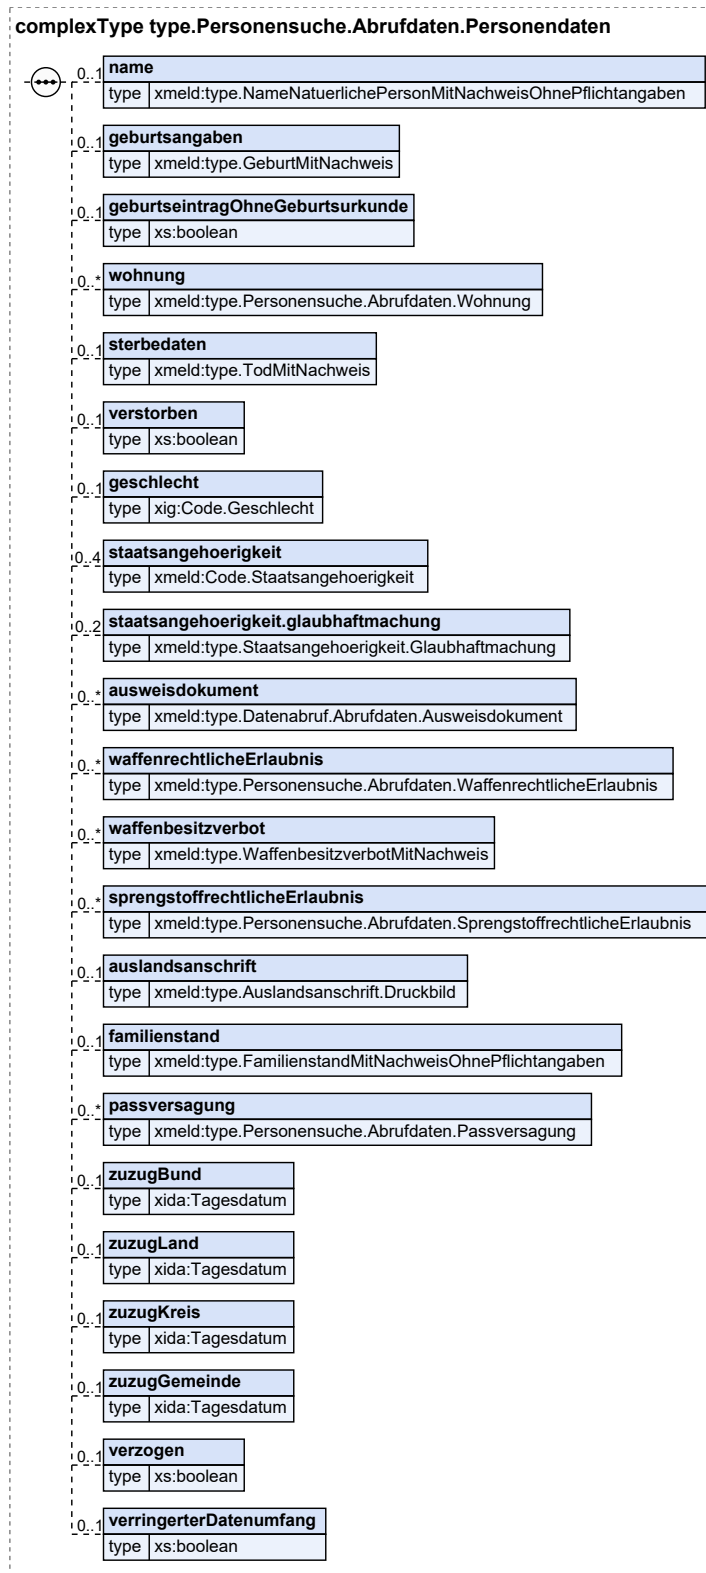 complexType type.Personensuche.Abrufdaten.Personendaten
0..1 name
type xmeld:type.NameNatuerlichePersonMitNachweisOhnePflichtangaben
0..1 geburtsangaben
type xmeld:type.GeburtMitNachweis
0..1 geburtseintragOhneGeburtsurkunde
type xs:boolean
0..* wohnung
type xmeld:type.Personensuche.Abrufdaten.Wohnung
0..1 sterbedaten
type xmeld:type.TodMitNachweis
0..1 verstorben
type xs:boolean
0..1 geschlecht
type xig:Code.Geschlecht
0..4 staatsangehoerigkeit
type xmeld:Code.Staatsangehoerigkeit
0..2 staatsangehoerigkeit.glaubhaftmachung
type xmeld:type.Staatsangehoerigkeit.Glaubhaftmachung
0..* ausweisdokument
type xmeld:type.Datenabruf.Abrufdaten.Ausweisdokument
0..* waffenrechtlicheErlaubnis
type xmeld:type.Personensuche.Abrufdaten.WaffenrechtlicheErlaubnis
0..* waffenbesitzverbot
type xmeld:type.WaffenbesitzverbotMitNachweis
0..* sprengstoffrechtlicheErlaubnis
type xmeld:type.Personensuche.Abrufdaten.SprengstoffrechtlicheErlaubnis
0..1 auslandsanschrift
type xmeld:type.Auslandsanschrift.Druckbild
0..1 familienstand
type xmeld:type.FamilienstandMitNachweisOhnePflichtangaben
0..* passversagung
type xmeld:type.Personensuche.Abrufdaten.Passversagung
0..1 zuzugBund
type xida:Tagesdatum
0..1 zuzugLand
type xida:Tagesdatum
0..1 zuzugKreis
type xida:Tagesdatum
0..1 zuzugGemeinde
type xida:Tagesdatum
0..1 verzogen
type xs:boolean
0..1 verringerterDatenumfang
type xs:boolean